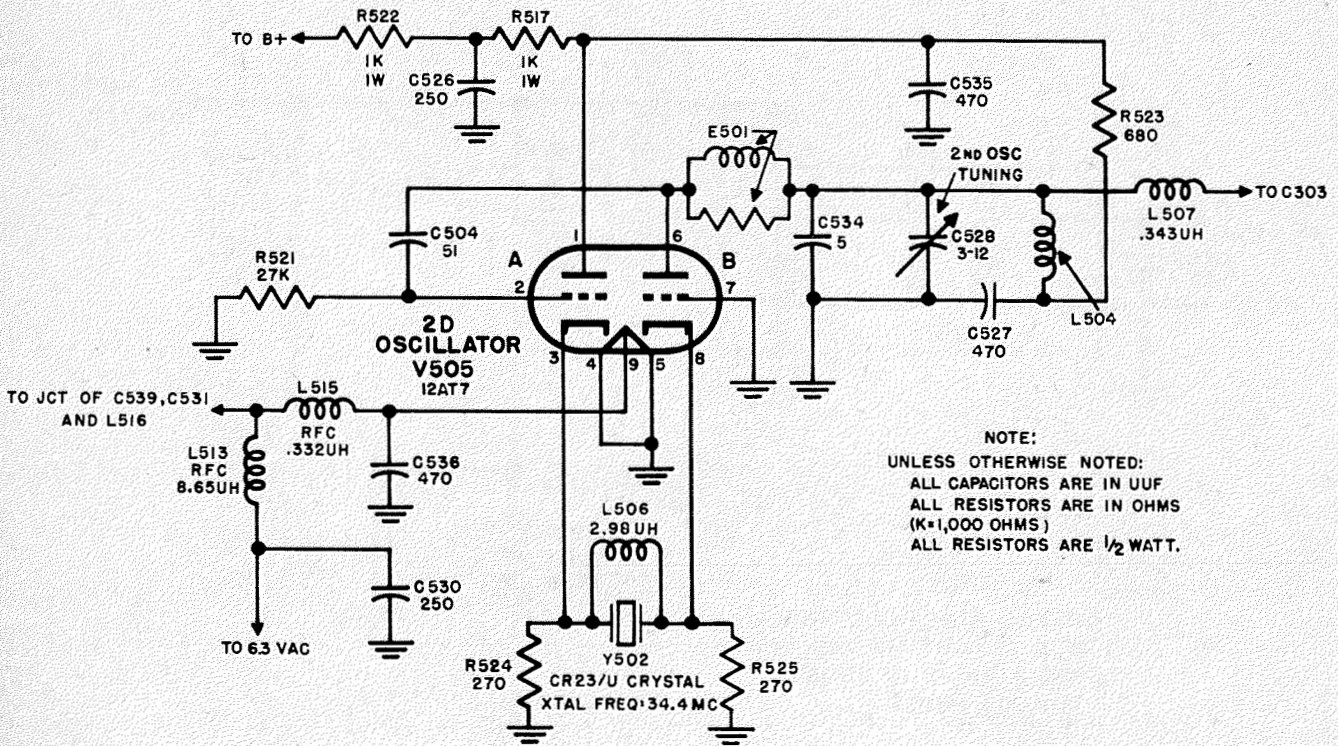 R522
R517
TO B+
1K
1W
C526
250
1K
1W
C535
470
R523
680
E501
2ND OSC
TUNING
TO C303
L507
.343UH
C504
51
1
6
C534
5
C528
3-12
R521
27K
A
B
2
7
L504
C527
470
2D
OSCILLATOR
V505
12AT7
3
4
9
5
8
TO JCT OF C539, C531
AND L516
L515
RFC
.332UH
L513
RFC
8.65UH
C536
470
NOTE:
UNLESS OTHERWISE NOTED:
ALL CAPACITORS ARE IN UUF
ALL RESISTORS ARE IN OHMS
(K=1,000 OHMS)
ALL RESISTORS ARE 1/2 WATT.
L506
2.98UH
C530
250
TO 6.3 VAC
R524
270
Y502
CR23/U CRYSTAL
XTAL FREQ:34.4MC
R525
270